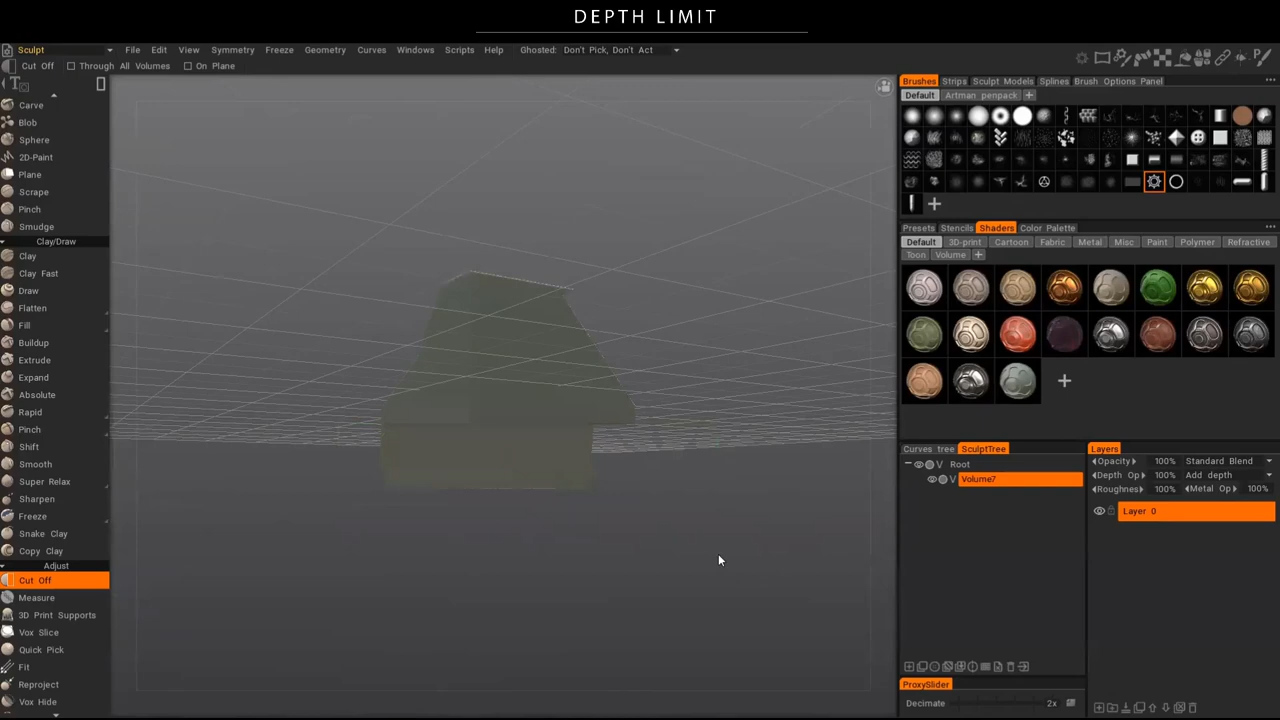 DEPTH LIMIT
Sculpt File Edit View Symmetry Freeze Geometry Curves Windows Scripts Help Ghosted: Don't Pick, Don't Act
Cut Off Through All Volumes On Plane
T
Carve
Blob
Sphere
2D-Paint
Plane
Scrape
Pinch
Smudge
Clay/Draw
Clay
Clay Fast
Draw
Flatten
Fill
Buildup
Extrude
Expand
Absolute
Rapid
Pinch
Shift
Smooth
Super Relax
Sharpen
Freeze
Snake Clay
Copy Clay
Adjust
Cut Off
Measure
3D Print Supports
Vox Slice
Quick Pick
Fit
Reproject
Vox Hide
Brushes Strips Sculpt Models Splines Brush Options Panel
Default Artman penpack
Presets Stencils Shaders Color Palette
Default 3D-print Cartoon Fabric Metal Misc Paint Polymer Refractive
Toon Volume
Curves tree SculptTree
V Root
V Volume7
ProxySlider
Decimate 2x
Layers
Opacity 100% Standard Blend
Depth Op 100% Add depth
Roughness 100% Metal Op 100%
Layer 0